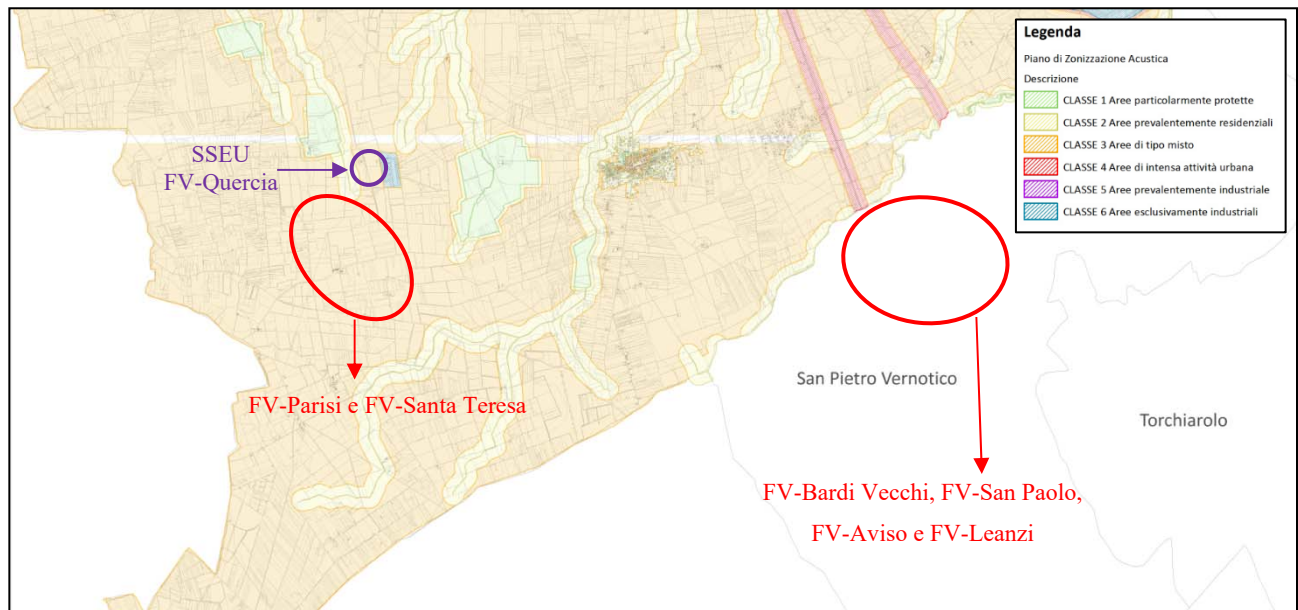 Legenda
Piano di Zonizzazione Acustica
Descrizione
CLASSE 1 Aree particolarmente protette
CLASSE 2 Aree prevalentemente residenziali
CLASSE 3 Aree di tipo misto
CLASSE 4 Aree di intensa attività urbana
CLASSE 5 Aree prevalentemente industriale
CLASSE 6 Aree esclusivamente industriali
SSEU
FV-Quercia
FV-Parisi e FV-Santa Teresa
San Pietro Vernotico
Torchiarolo
FV-Bardi Vecchi, FV-San Paolo,
FV-Aviso e FV-Leanzi